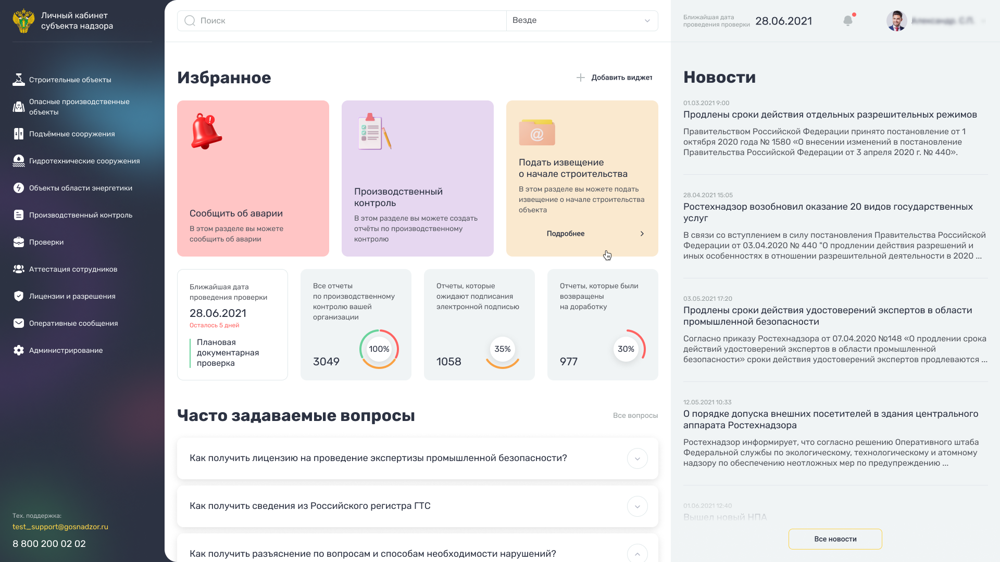 Личный кабинет
субъекта надзора
Строительные объекты
Опасные производственные
объекты
Подъёмные сооружения
Гидротехнические сооружения
Объекты области энергетики
Производственный контроль
Проверки
Аттестация сотрудников
Лицензии и разрешения
Оперативные сообщения
Администрирование
Тех. поддержка:
test_support@gosnadzor.ru
8 800 200 02 02
Поиск
Везде
Избранное
Добавить виджет
Сообщить об аварии
В этом разделе вы можете
сообщить об аварии
Производственный
контроль
В этом разделе вы можете создать
отчёты по производственному
контролю
@
Подать извещение
о начале строительства
В этом разделе вы можете подать
извещение о начале строительства
объекта
Подробнее
Ближайшая дата
проведения проверки
28.06.2021
Осталось 5 дней
Плановая
документарная
проверка
Все отчеты
по производственному
контролю вашей
организации
3049
100%
Отчеты, которые
ожидают подписания
электронной подписью
1058
35%
Отчеты, которые были
возвращены
на доработку
977
30%
Часто задаваемые вопросы
Все вопросы
Как получить лицензию на проведение экспертизы промышленной безопасности?
Как получить сведения из Российского регистра ГТС
Как получить разъяснение по вопросам и способам необходимости нарушений?
Ближайшая дата
проведения проверки
28.06.2021
Новости
01.03.2021 9:00
Продлены сроки действия отдельных разрешительных режимов
Правительством Российской Федерации принято постановление от 1
октября 2020 года № 1580 «О внесении изменений в постановление
Правительства Российской Федерации от 3 апреля 2020 г. № 440».
28.04.2021 15:05
Ростехнадзор возобновил оказание 20 видов государственных
услуг
В связи со вступлением в силу постановления Правительства Российской
Федерации от 03.04.2020 № 440 "О продлении действия разрешений и
иных особенностях в отношении разрешительной деятельности в 2020 ...
03.05.2021 17:20
Продлены сроки действия удостоверений экспертов в области
промышленной безопасности
Согласно приказу Ростехнадзора от 07.04.2020 №148 «О продлении срока
действий удостоверений экспертов в области промышленной
безопасности» сроки действия удостоверений экспертов продлеваются ...
12.05.2021 10:33
О порядке допуска внешних посетителей в здания центрального
аппарата Ростехнадзора
Ростехнадзор информирует, что согласно решению Оперативного штаба
Федеральной службы по экологическому, технологическому и атомному
надзору по обеспечению неотложных мер по предупреждению ...
01.06.2021 12:40
Вышел новый НПА
Все новости